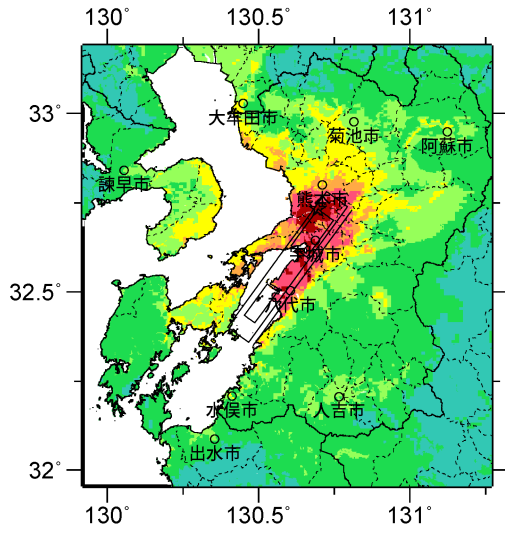 130° 130.5° 131°
33°
大牟田市
菊池市
阿蘇市
諫早市
熊本市
宇城市
32.5°
八代市
水俣市
人吉市
出水市
32°
130° 130.5° 131°